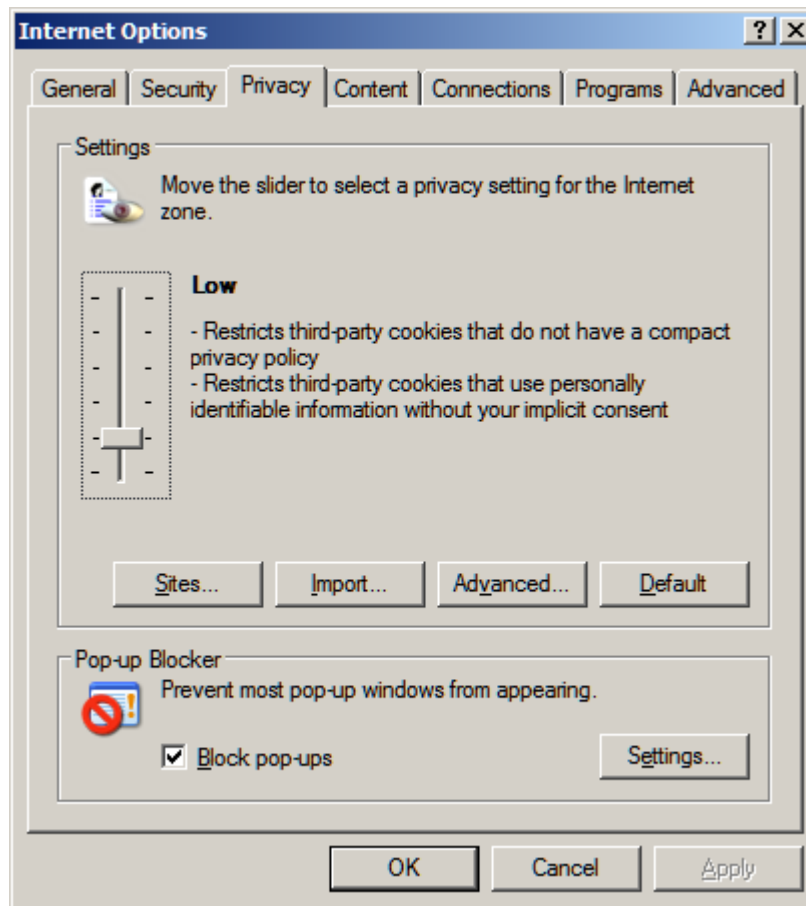 Internet Options
General Security Privacy Content Connections Programs Advanced
Settings
Move the slider to select a privacy setting for the Internet
zone.
Low
- Restricts third-party cookies that do not have a compact
privacy policy
- Restricts third-party cookies that use personally
identifiable information without your implicit consent
Sites... Import... Advanced... Default
Pop-up Blocker
Prevent most pop-up windows from appearing.
Block pop-ups Settings...
OK Cancel Apply